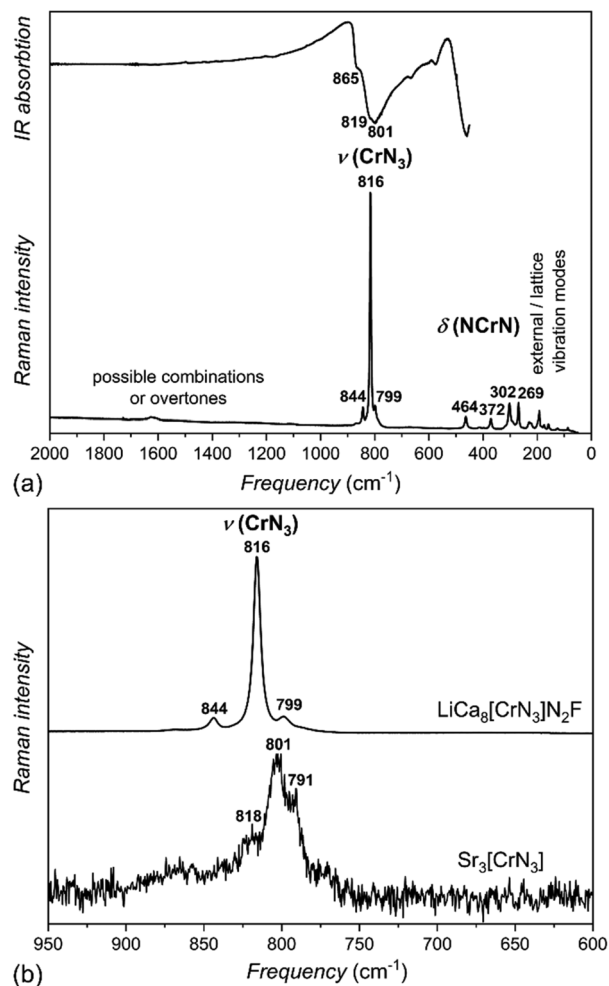 IR absorbtion
865
819
801
ν (CrN₃)
816
Raman intensity
δ (NCrN)
external / lattice
vibration modes
possible combinations
or overtones
844
799
464
372
302
269
2000 1800 1600 1400 1200 1000 800 600 400 200 0
Frequency (cm⁻¹)
(a)
ν (CrN₃)
816
844
799
LiCa₈[CrN₃]N₂F
Raman intensity
801
791
818
Sr₃[CrN₃]
950 900 850 800 750 700 650 600
Frequency (cm⁻¹)
(b)